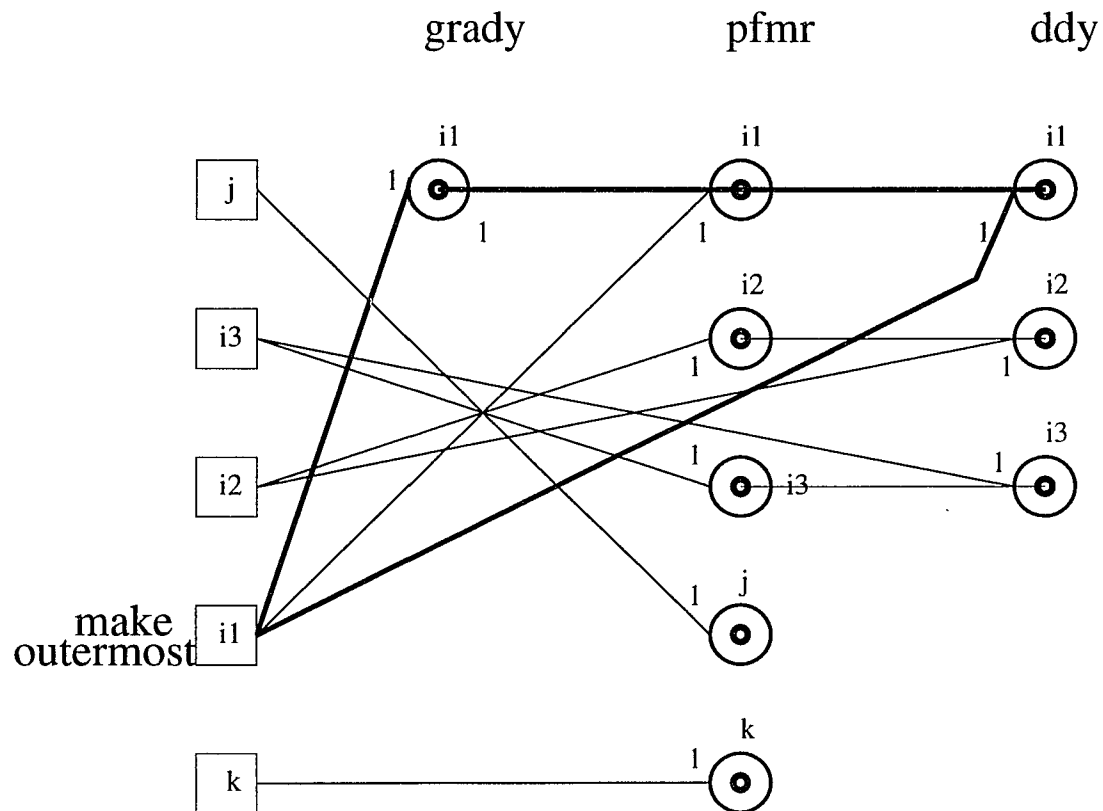 grady pfmr ddy
i1 i1 i1
j 1
1 1 1
i2 i2
i3
1 1
i3
1 1
i2 i3
j
1
make
outermost i1
k
1
k